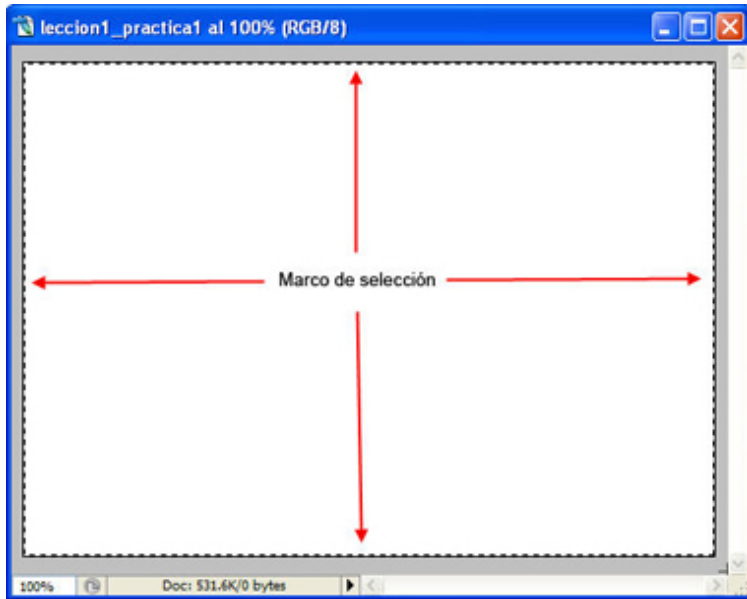 leccion1_practica1 al 100% (RGB/8)
Marco de selección
100% Doc: 531.6K/0 bytes